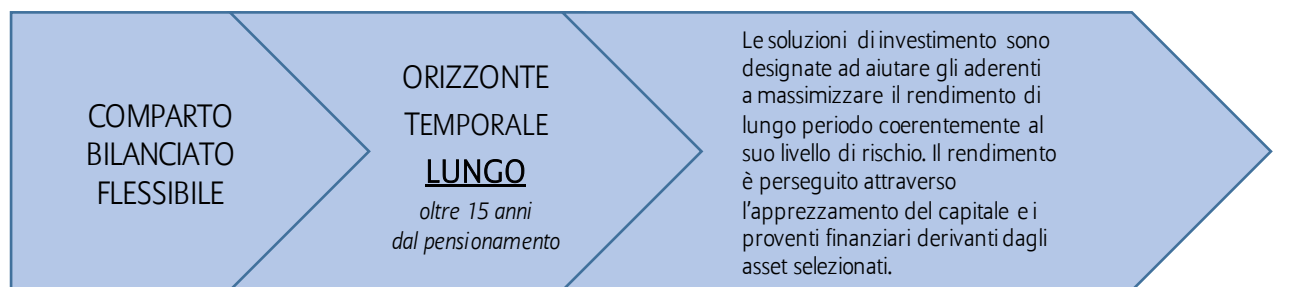 COMPARTO
BILANCIATO
FLESSIBILE
ORIZZONTE
TEMPORALE
LUNGO
oltre 15 anni
dal pensionamento
Le soluzioni di investimento sono
designate ad aiutare gli aderenti
a massimizzare il rendimento di
lungo periodo coerentemente al
suo livello di rischio. Il rendimento
è perseguito attraverso
l'apprezzamento del capitale e i
proventi finanziari derivanti dagli
asset selezionati.